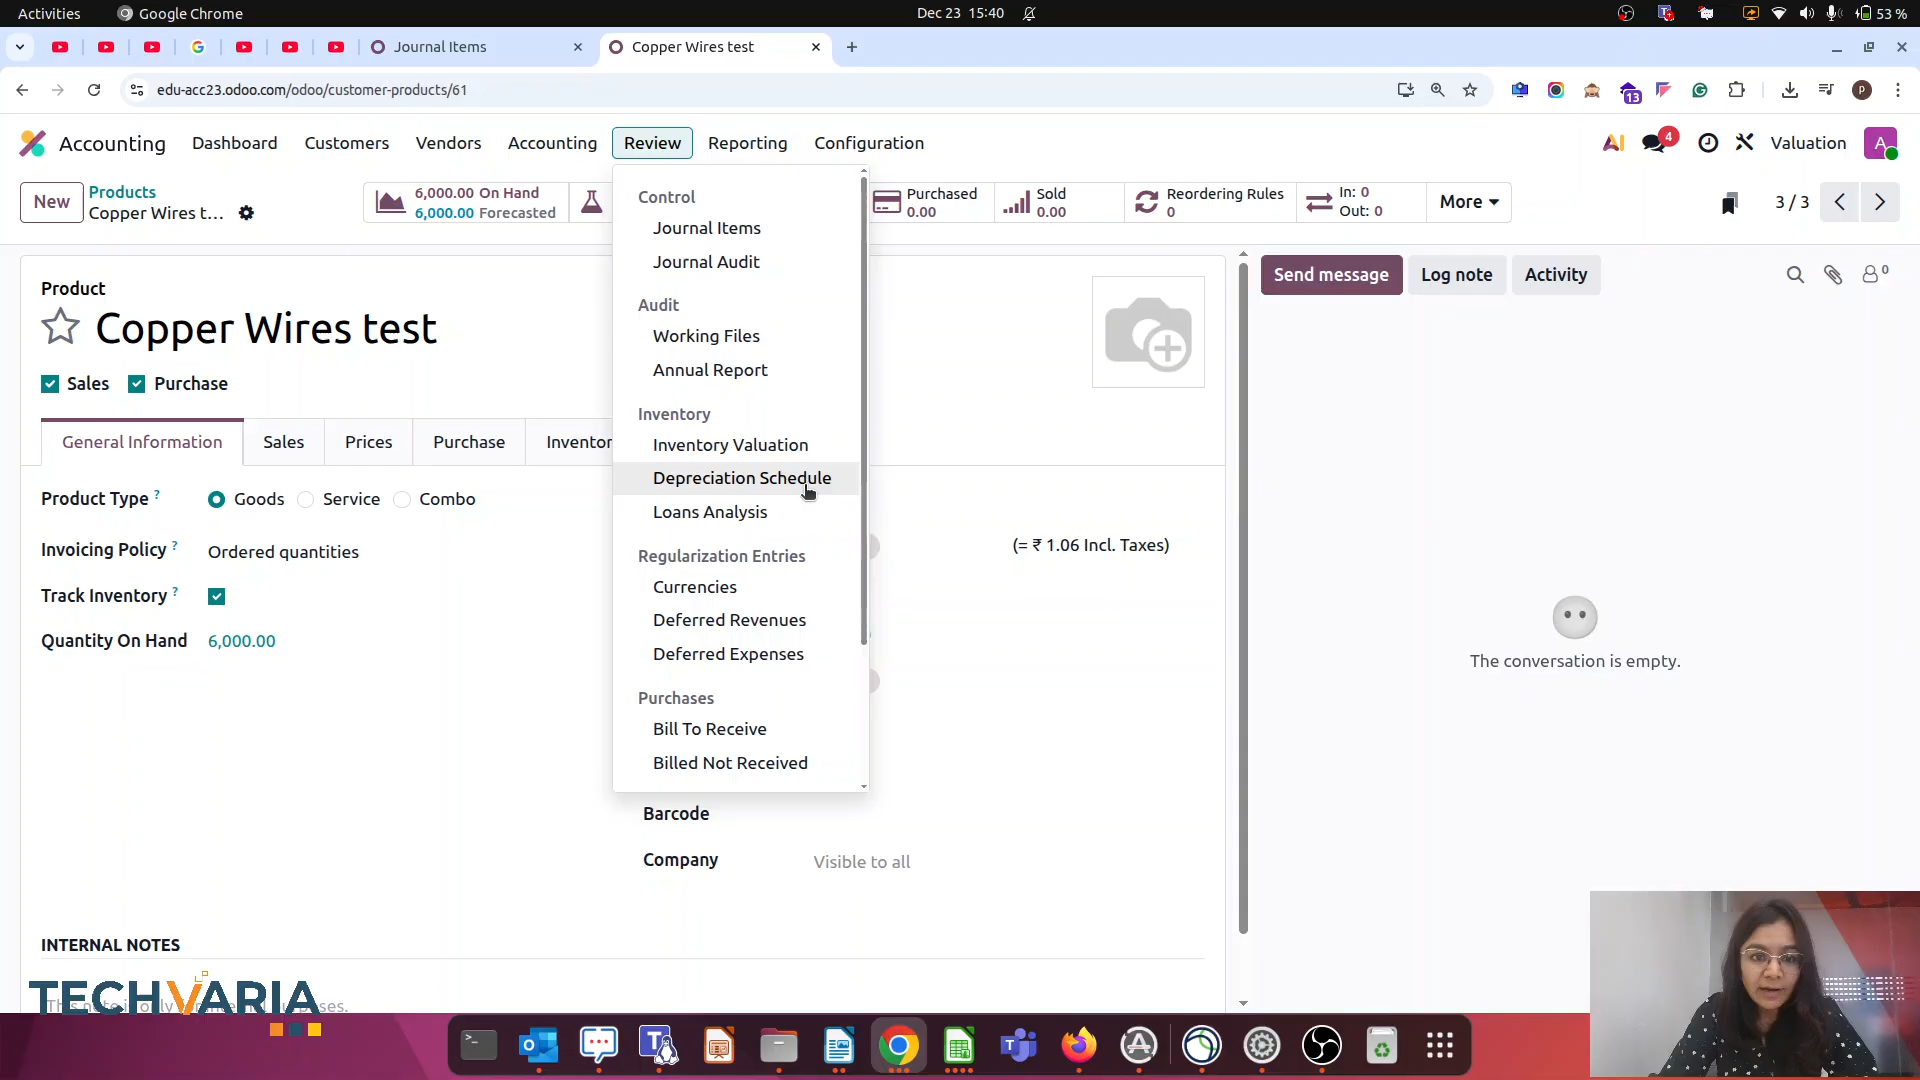 Activities
Google Chrome
Dec 23 15:40
53 %
Journal Items
Copper Wires test
edu-acc23.odoo.com/odoo/customer-products/61
13
Accounting
Dashboard
Customers
Vendors
Accounting
Review
Reporting
Configuration
AI
4
Valuation
A
New
Products
Copper Wires t...
6,000.00 On Hand
6,000.00 Forecasted
Purchased
0.00
Sold
0.00
Reordering Rules
0
In: 0
Out: 0
More
3 / 3
Control
Journal Items
Journal Audit
Audit
Working Files
Annual Report
Inventory
Inventory Valuation
Depreciation Schedule
Loans Analysis
Regularization Entries
Currencies
Deferred Revenues
Deferred Expenses
Purchases
Bill To Receive
Billed Not Received
Product
Copper Wires test
Sales
Purchase
General Information
Sales
Prices
Purchase
Inventor
Product Type ?
Goods
Service
Combo
Invoicing Policy ?
Ordered quantities
Track Inventory ?
Quantity On Hand
6,000.00
(= ₹ 1.06 Incl. Taxes)
Barcode
Company
Visible to all
INTERNAL NOTES
Send message
Log note
Activity
0
The conversation is empty.
TECHVARIA